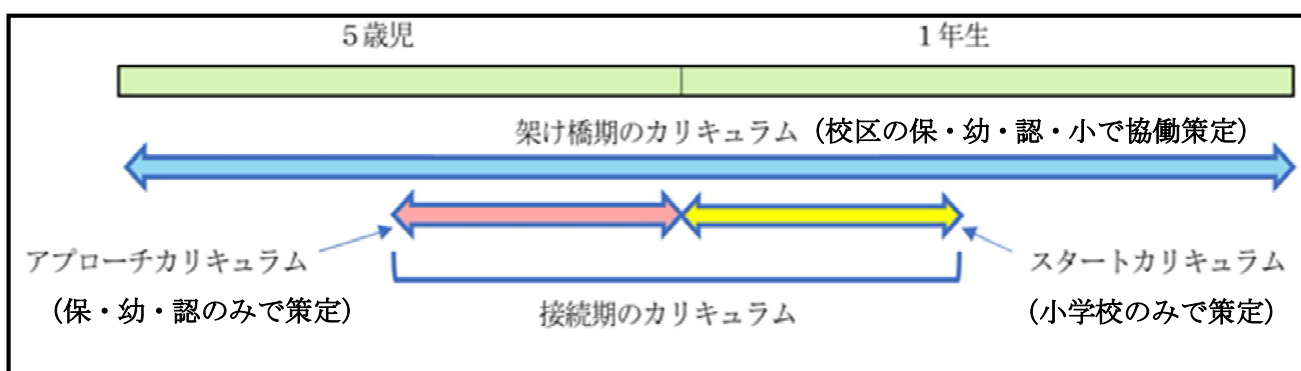 5歳児
1年生
架け橋期のカリキュラム（校区の保・幼・認・小で協働策定）
アプローチカリキュラム
（保・幼・認のみで策定）
接続期のカリキュラム
スタートカリキュラム
（小学校のみで策定）